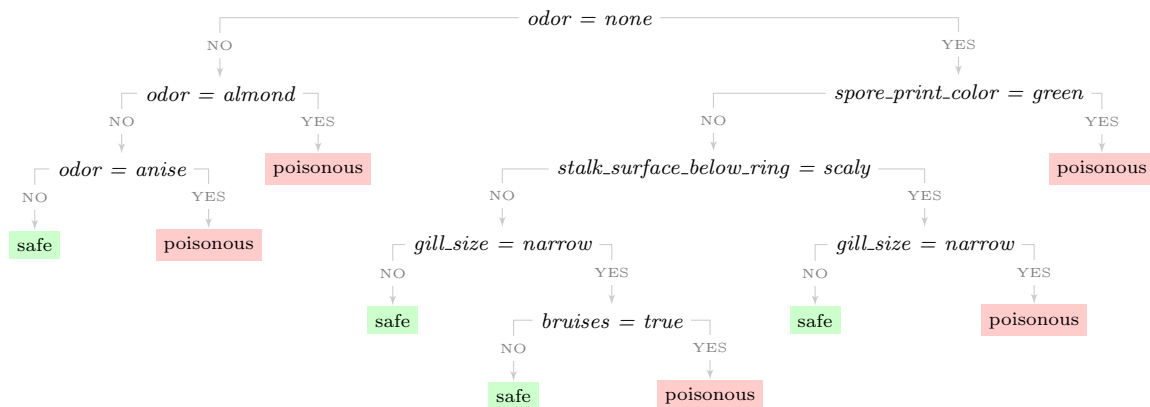 odor = none
NO
YES
odor = almond
spore_print_color = green
NO
YES
NO
YES
odor = anise
poisonous
stalk_surface_below_ring = scaly
poisonous
NO
YES
NO
YES
safe
poisonous
gill_size = narrow
gill_size = narrow
NO
YES
NO
YES
safe
bruises = true
safe
poisonous
NO
YES
safe
poisonous